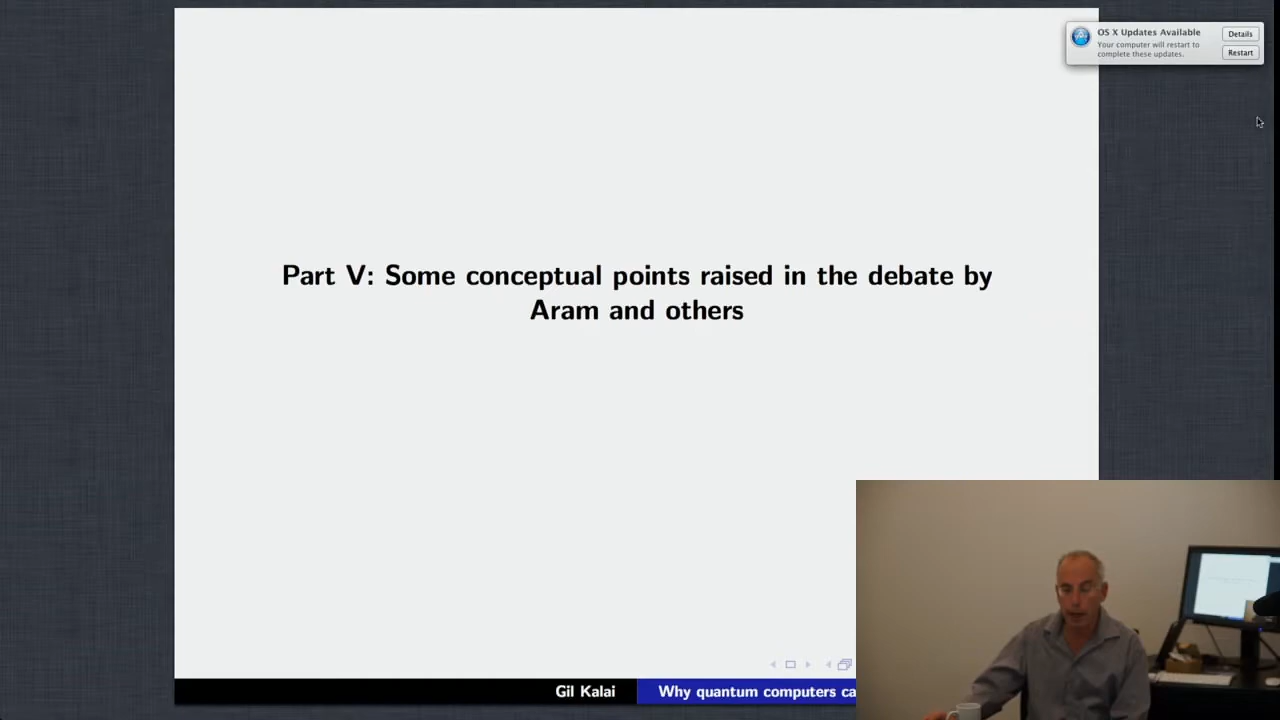 OS X Updates Available
Details
Your computer will restart to
complete these updates.
Restart
Part V: Some conceptual points raised in the debate by
Aram and others
Gil Kalai
Why quantum computers ca